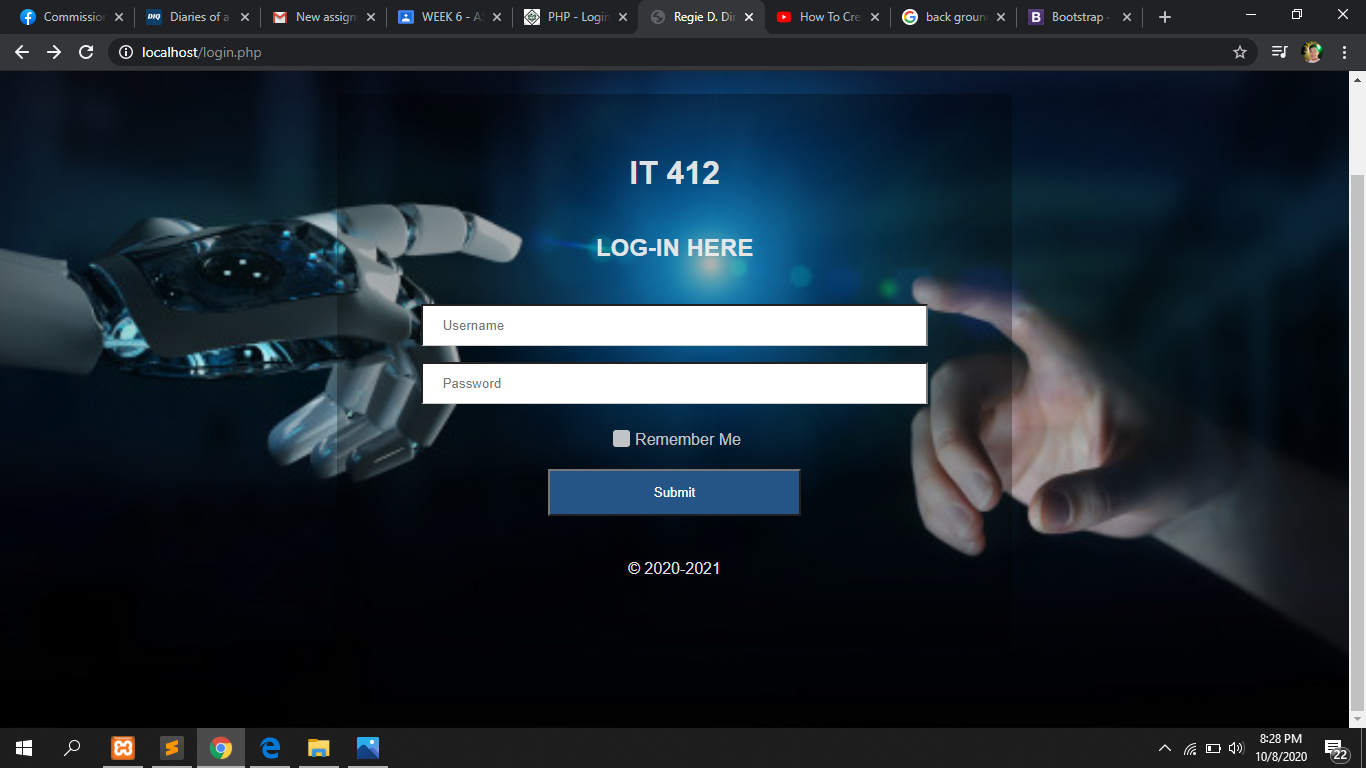 Commission
Diaries of a
New assign
WEEK 6 - A
PHP - Login
Regie D. Di
How To Cre
back groun
Bootstrap ·
localhost/login.php
IT 412
LOG-IN HERE
Username
Password
Remember Me
Submit
© 2020-2021
8:28 PM
10/8/2020
22